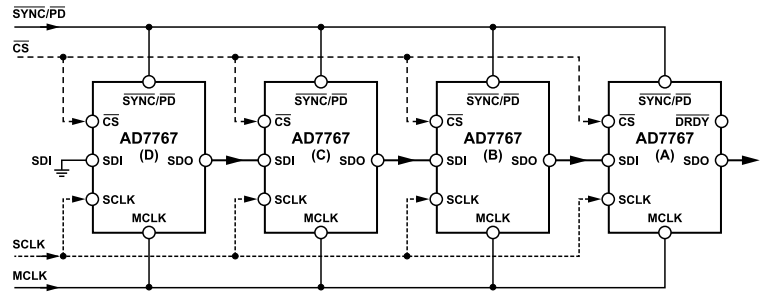 SYNC/PD
CS
SYNC/PD SYNC/PD SYNC/PD SYNC/PD
CS CS CS CS DRDY
AD7767 AD7767 AD7767 AD7767
(D) (C) (B) (A)
SDI SDI SDO SDI SDO SDI SDO SDI SDO
SCLK SCLK SCLK SCLK
MCLK MCLK MCLK MCLK
SCLK
MCLK